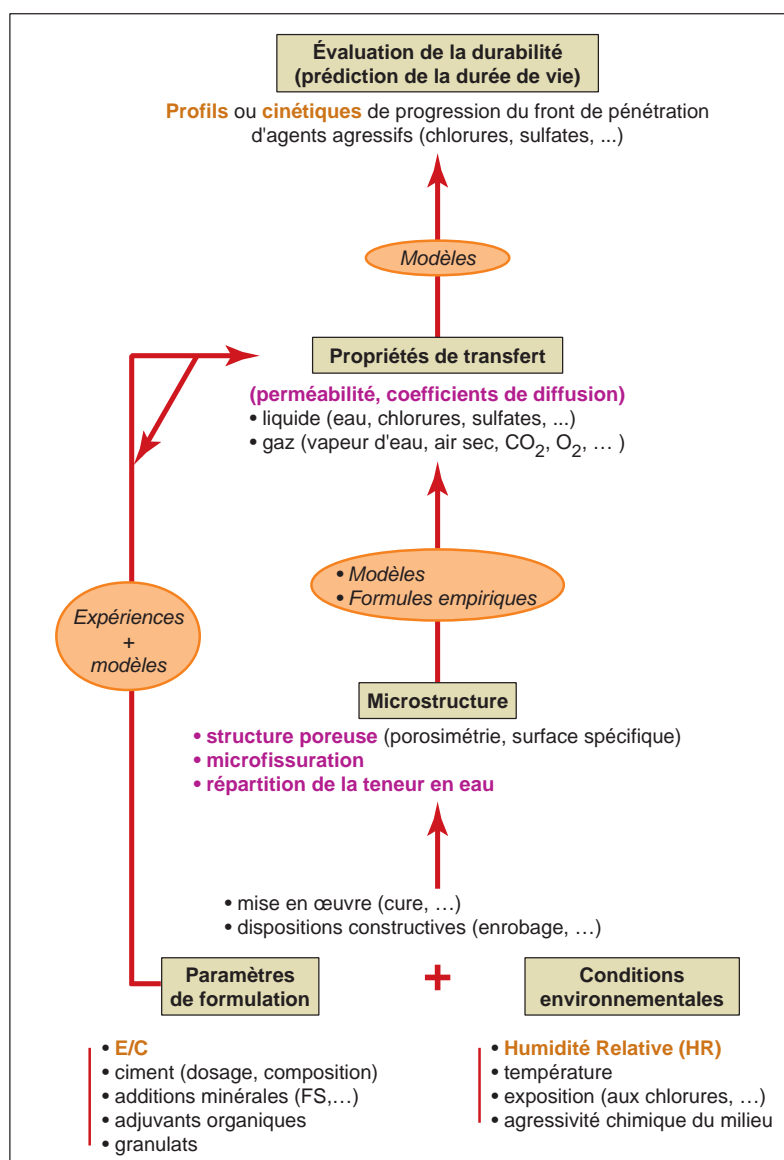 Évaluation de la durabilité
(prédiction de la durée de vie)
Profils ou cinétiques de progression du front de pénétration
d'agents agressifs (chlorures, sulfates, ...)
Modèles
Propriétés de transfert
(perméabilité, coefficients de diffusion)
• liquide (eau, chlorures, sulfates, ...)
• gaz (vapeur d'eau, air sec, CO2, O2, … )
• Modèles
• Formules empiriques
Expériences
+
modèles
Microstructure
• structure poreuse (porosimétrie, surface spécifique)
• microfissuration
• répartition de la teneur en eau
• mise en œuvre (cure, …)
• dispositions constructives (enrobage, …)
Paramètres
de formulation
+
Conditions
environnementales
• E/C
• ciment (dosage, composition)
• additions minérales (FS,…)
• adjuvants organiques
• granulats
• Humidité Relative (HR)
• température
• exposition (aux chlorures, …)
• agressivité chimique du milieu